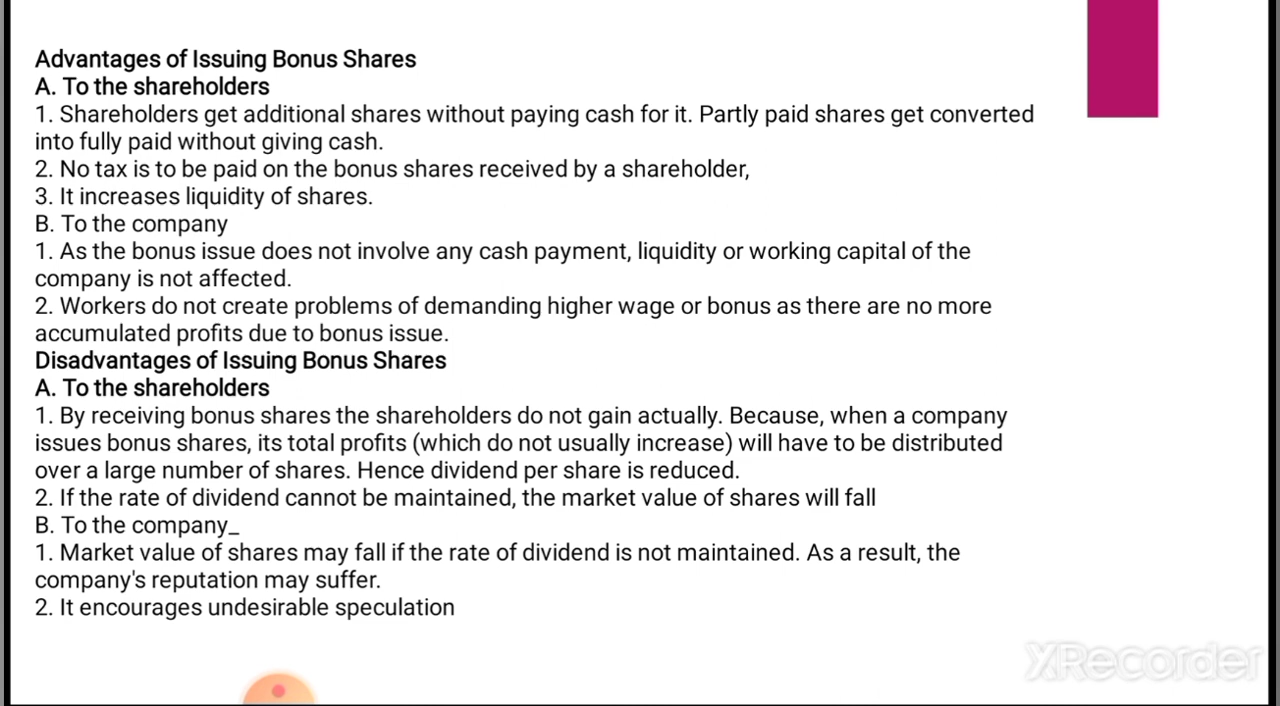 Advantages of Issuing Bonus Shares
A. To the shareholders
1. Shareholders get additional shares without paying cash for it. Partly paid shares get converted
into fully paid without giving cash.
2. No tax is to be paid on the bonus shares received by a shareholder,
3. It increases liquidity of shares.
B. To the company
1. As the bonus issue does not involve any cash payment, liquidity or working capital of the
company is not affected.
2. Workers do not create problems of demanding higher wage or bonus as there are no more
accumulated profits due to bonus issue.
Disadvantages of Issuing Bonus Shares
A. To the shareholders
1. By receiving bonus shares the shareholders do not gain actually. Because, when a company
issues bonus shares, its total profits (which do not usually increase) will have to be distributed
over a large number of shares. Hence dividend per share is reduced.
2. If the rate of dividend cannot be maintained, the market value of shares will fall
B. To the company_
1. Market value of shares may fall if the rate of dividend is not maintained. As a result, the
company's reputation may suffer.
2. It encourages undesirable speculation
XRecorder